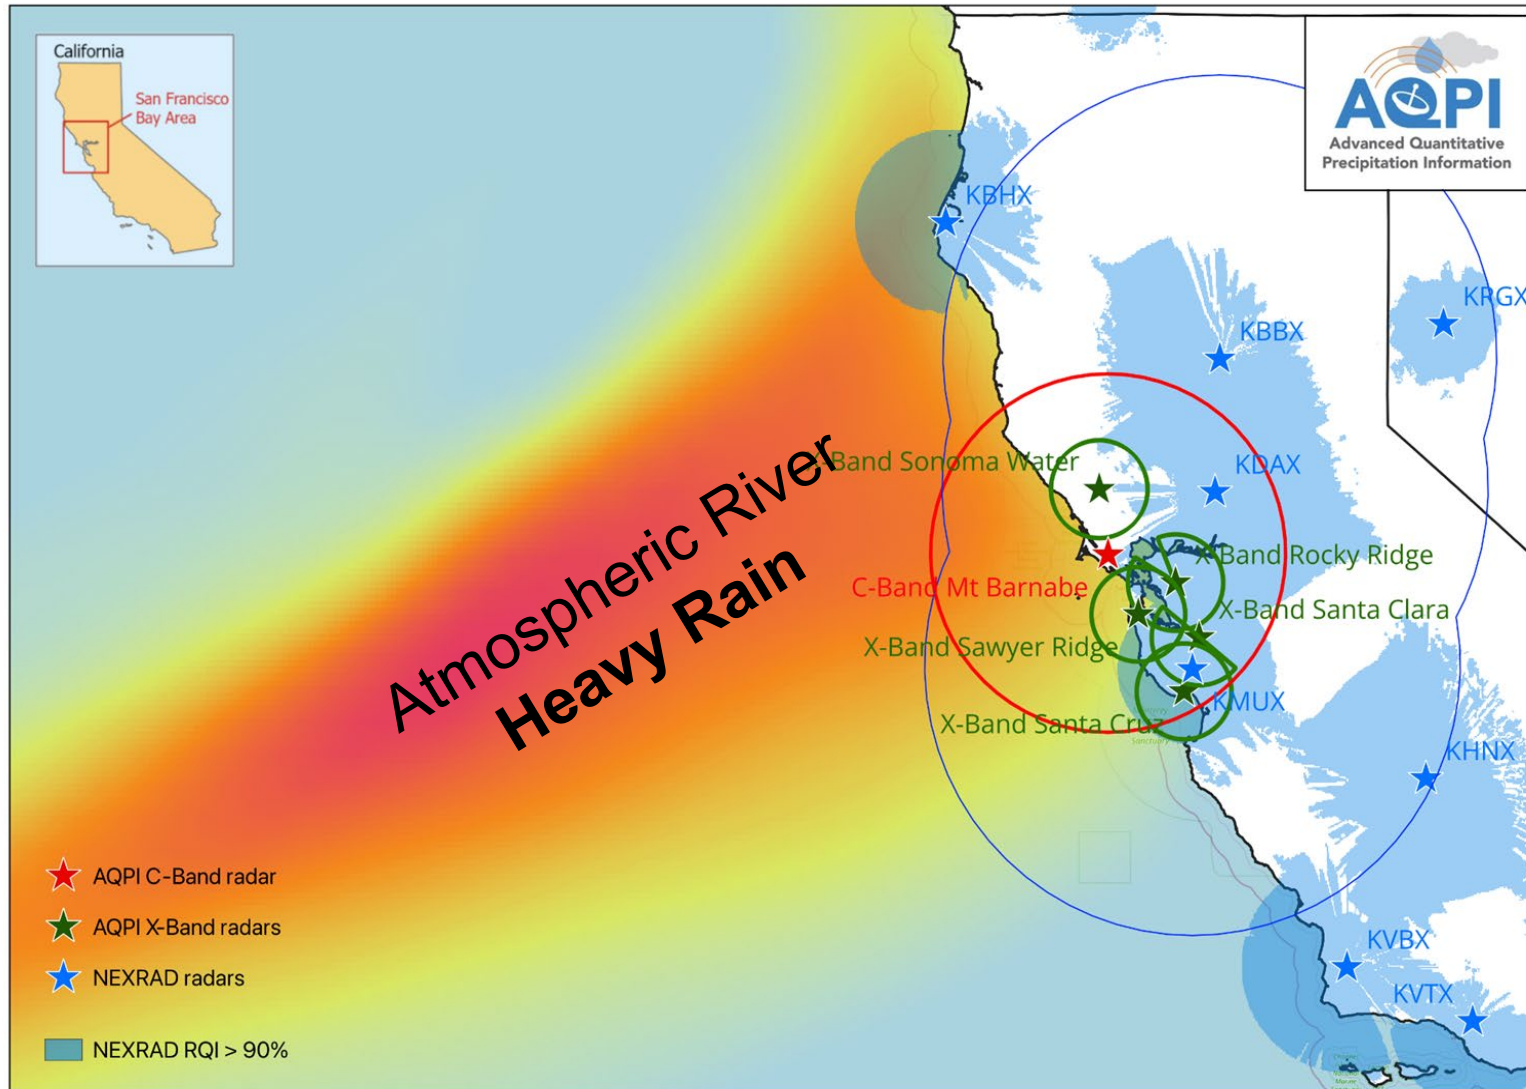 California
San Francisco
Bay Area
AQPI
Advanced Quantitative
Precipitation Information
KBHX
KRGX
KBBX
X-Band Sonoma Water
KDAX
Atmospheric River
Heavy Rain
X-Band Rocky Ridge
C-Band Mt Barnabe
X-Band Santa Clara
X-Band Sawyer Ridge
KMUX
X-Band Santa Cruz
Sanctuary
KHNX
AQPI C-Band radar
AQPI X-Band radars
NEXRAD radars
NEXRAD RQI > 90%
KVBX
KVTX